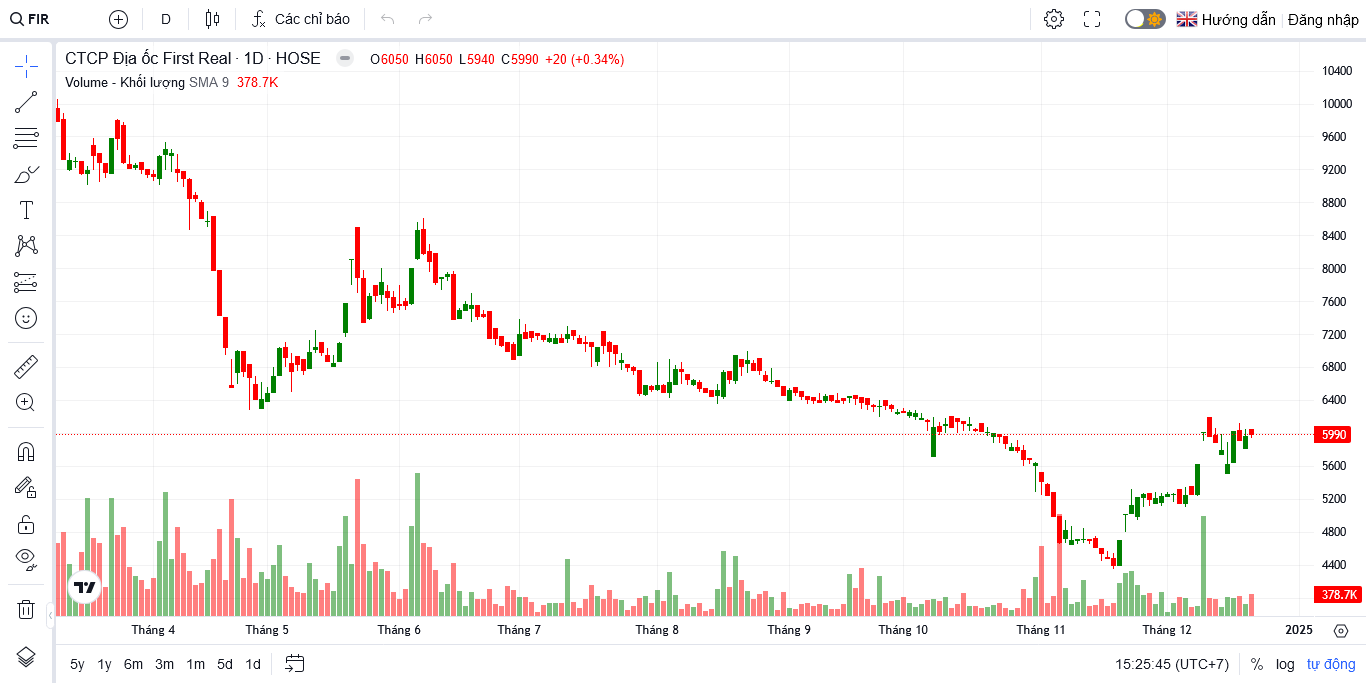 FIR D Các chỉ báo Hướng dẫn Đăng nhập
CTCP Địa ốc First Real · 1D · HOSE O6050 H6050 L5940 C5990 +20 (+0.34%)
Volume - Khối lượng SMA 9 378.7K
10400
10000
9600
9200
8800
8400
8000
7600
7200
6800
6400
5990
5600
5200
4800
4400
378.7K
Tháng 4 Tháng 5 Tháng 6 Tháng 7 Tháng 8 Tháng 9 Tháng 10 Tháng 11 Tháng 12 2025
5y 1y 6m 3m 1m 5d 1d 15:25:45 (UTC+7) % log tự động